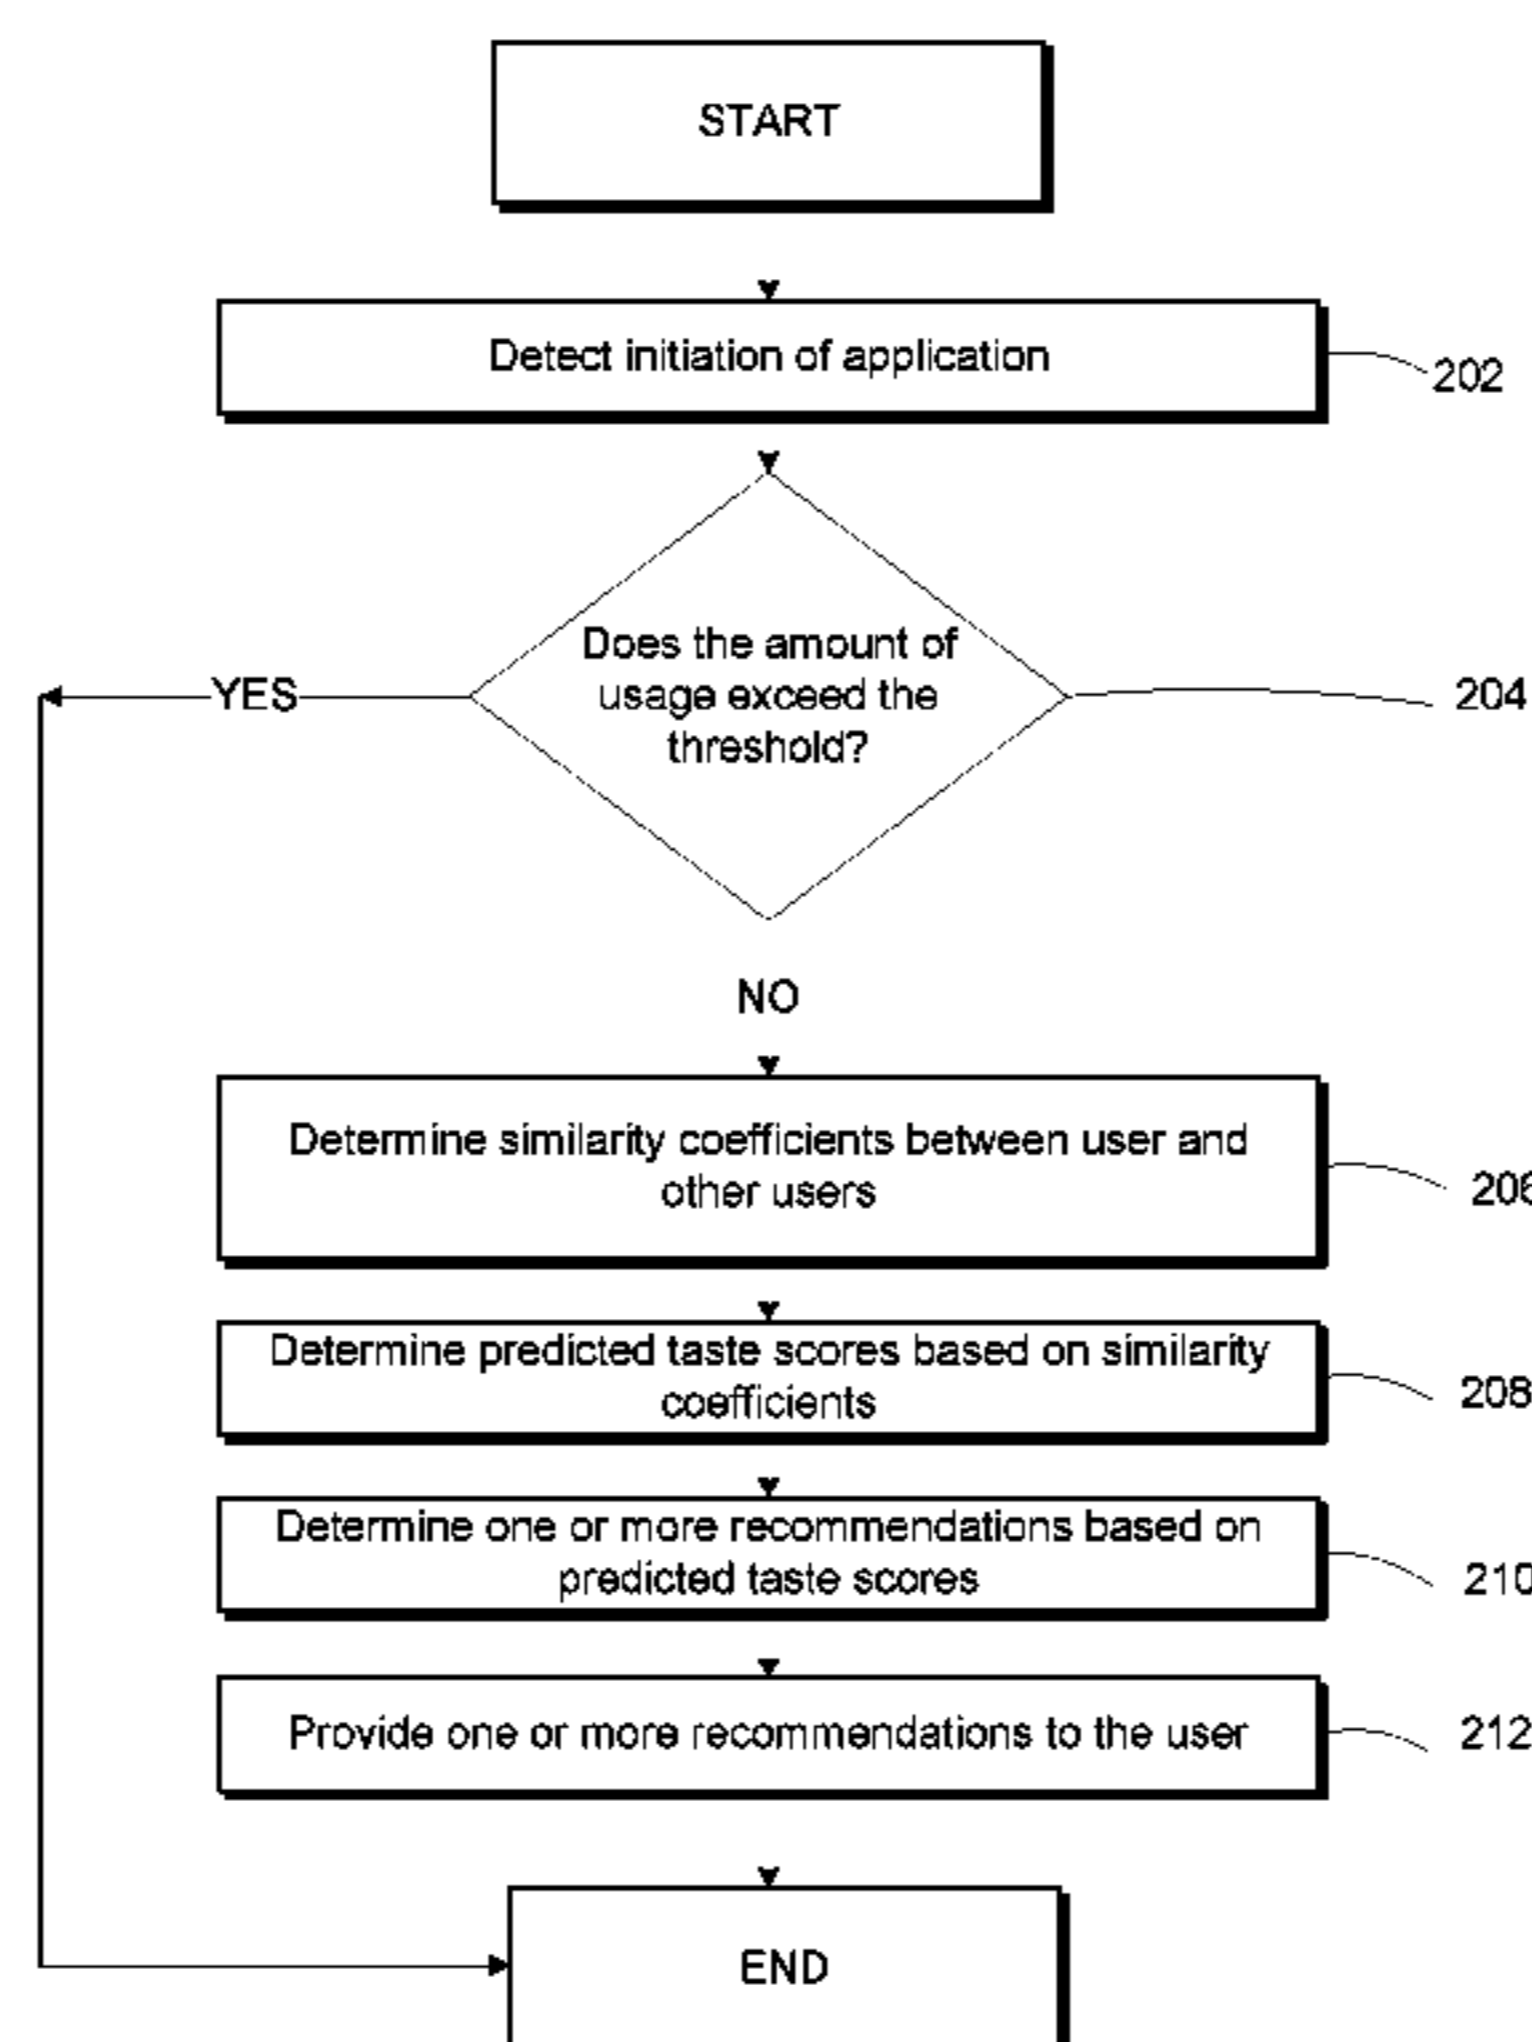 START
Detect initiation of application
202
Does the amount of
usage exceed the
threshold?
YES
204
NO
Determine similarity coefficients between user and
other users
206
Determine predicted taste scores based on similarity
coefficients
208
Determine one or more recommendations based on
predicted taste scores
210
Provide one or more recommendations to the user
212
END